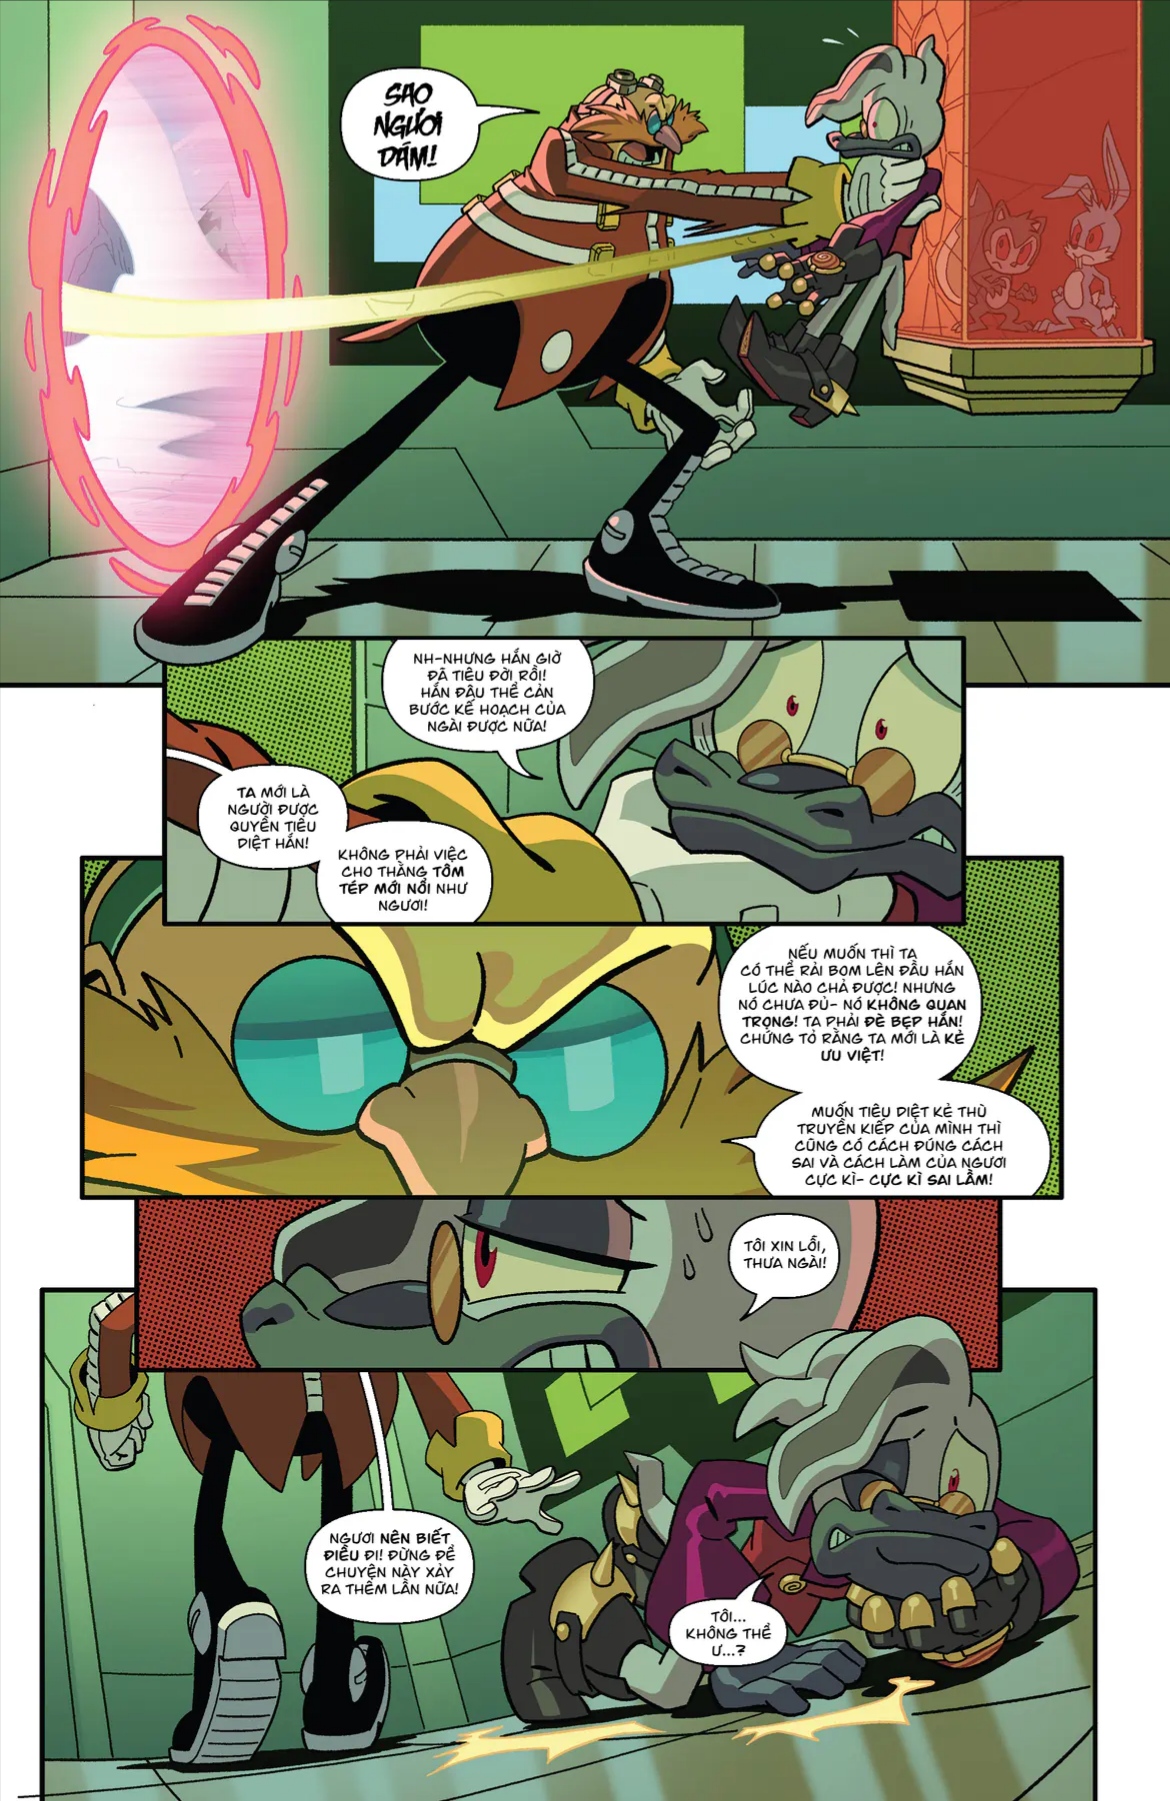 SAO
NGƯƠI
DÁM!
NH-NHƯNG HẮN GIỜ
ĐÃ TIÊU ĐỜI RỒI!
HẮN ĐÂU THỂ CẢN
BƯỚC KẾ HOẠCH CỦA
NGÀI ĐƯỢC NỮA!
TA MỚI LÀ
NGƯỜI ĐƯỢC
QUYỀN TIÊU
DIỆT HẮN!
KHÔNG PHẢI VIỆC
CHO THẰNG TÔM
TÉP MỚI NỔI NHƯ
NGƯƠI!
NẾU MUỐN THÌ TA
CÓ THỂ RẢI BOM LÊN ĐẦU HẮN
LÚC NÀO CHẢ ĐƯỢC! NHƯNG
NÓ CHƯA ĐỦ- NÓ KHÔNG QUAN
TRỌNG! TA PHẢI ĐÈ BẸP HẮN!
CHỨNG TỎ RẰNG TA MỚI LÀ KẺ
ƯU VIỆT!
MUỐN TIÊU DIỆT KẺ THÙ
TRUYỀN KIẾP CỦA MÌNH THÌ
CŨNG CÓ CÁCH ĐÚNG CÁCH
SAI VÀ CÁCH LÀM CỦA NGƯƠI
CỰC KÌ- CỰC KÌ SAI LẦM!
TÔI XIN LỖI,
THƯA NGÀI!
NGƯƠI NÊN BIẾT
ĐIỀU ĐI! ĐỪNG ĐỂ
CHUYỆN NÀY XẢY
RA THÊM LẦN NỮA!
TÔI...
KHÔNG THỂ
Ư...?